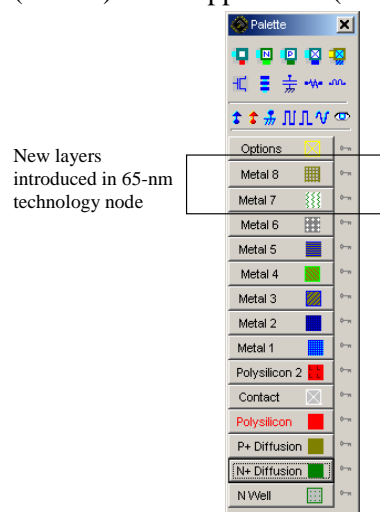 Palette
N P
Options
Metal 8
New layers
introduced in 65-nm
technology node
Metal 7
Metal 6
Metal 5
Metal 4
Metal 3
Metal 2
Metal 1
Polysilicon 2
Contact
Polysilicon
P+ Diffusion
N+ Diffusion
N Well